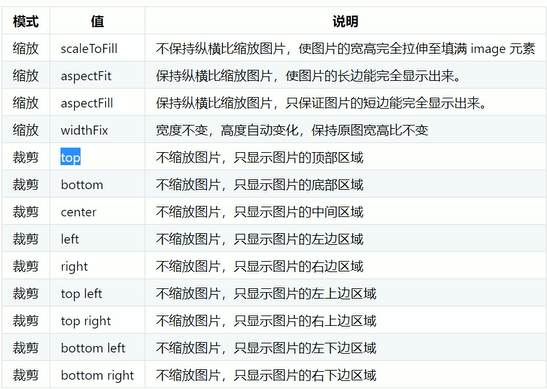 模式 值 说明
缩放 scaleToFill 不保持纵横比缩放图片，使图片的宽高完全拉伸至填满 image 元素
缩放 aspectFit 保持纵横比缩放图片，使图片的长边能完全显示出来。
缩放 aspectFill 保持纵横比缩放图片，只保证图片的短边能完全显示出来。
缩放 widthFix 宽度不变，高度自动变化，保持原图宽高比不变
裁剪 top 不缩放图片，只显示图片的顶部区域
裁剪 bottom 不缩放图片，只显示图片的底部区域
裁剪 center 不缩放图片，只显示图片的中间区域
裁剪 left 不缩放图片，只显示图片的左边区域
裁剪 right 不缩放图片，只显示图片的右边区域
裁剪 top left 不缩放图片，只显示图片的左上边区域
裁剪 top right 不缩放图片，只显示图片的右上边区域
裁剪 bottom left 不缩放图片，只显示图片的左下边区域
裁剪 bottom right 不缩放图片，只显示图片的右下边区域